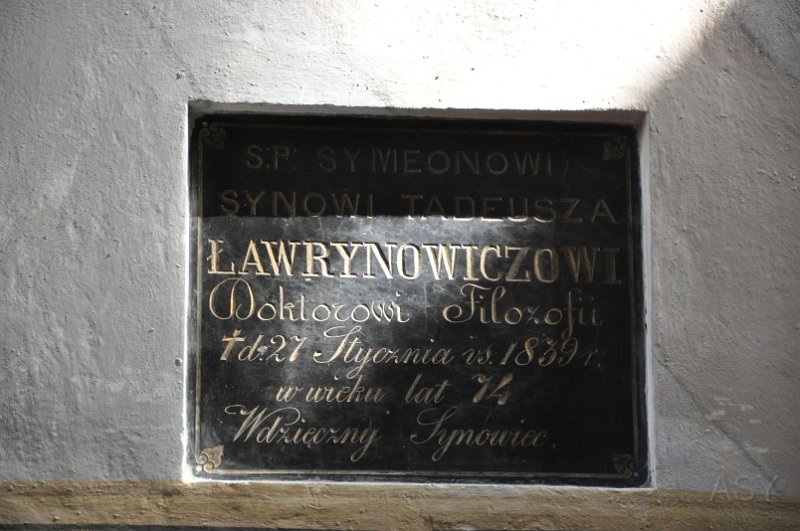 Ś.P. SYMEONOWI
SYNOWI TADEUSZA
ŁAWRYNOWICZOWI
Doktorowi Filozofii
† d: 27 Stycznia v.s. 1839 r.
w wieku lat 74
Wdzięczny Synowiec.
ASY